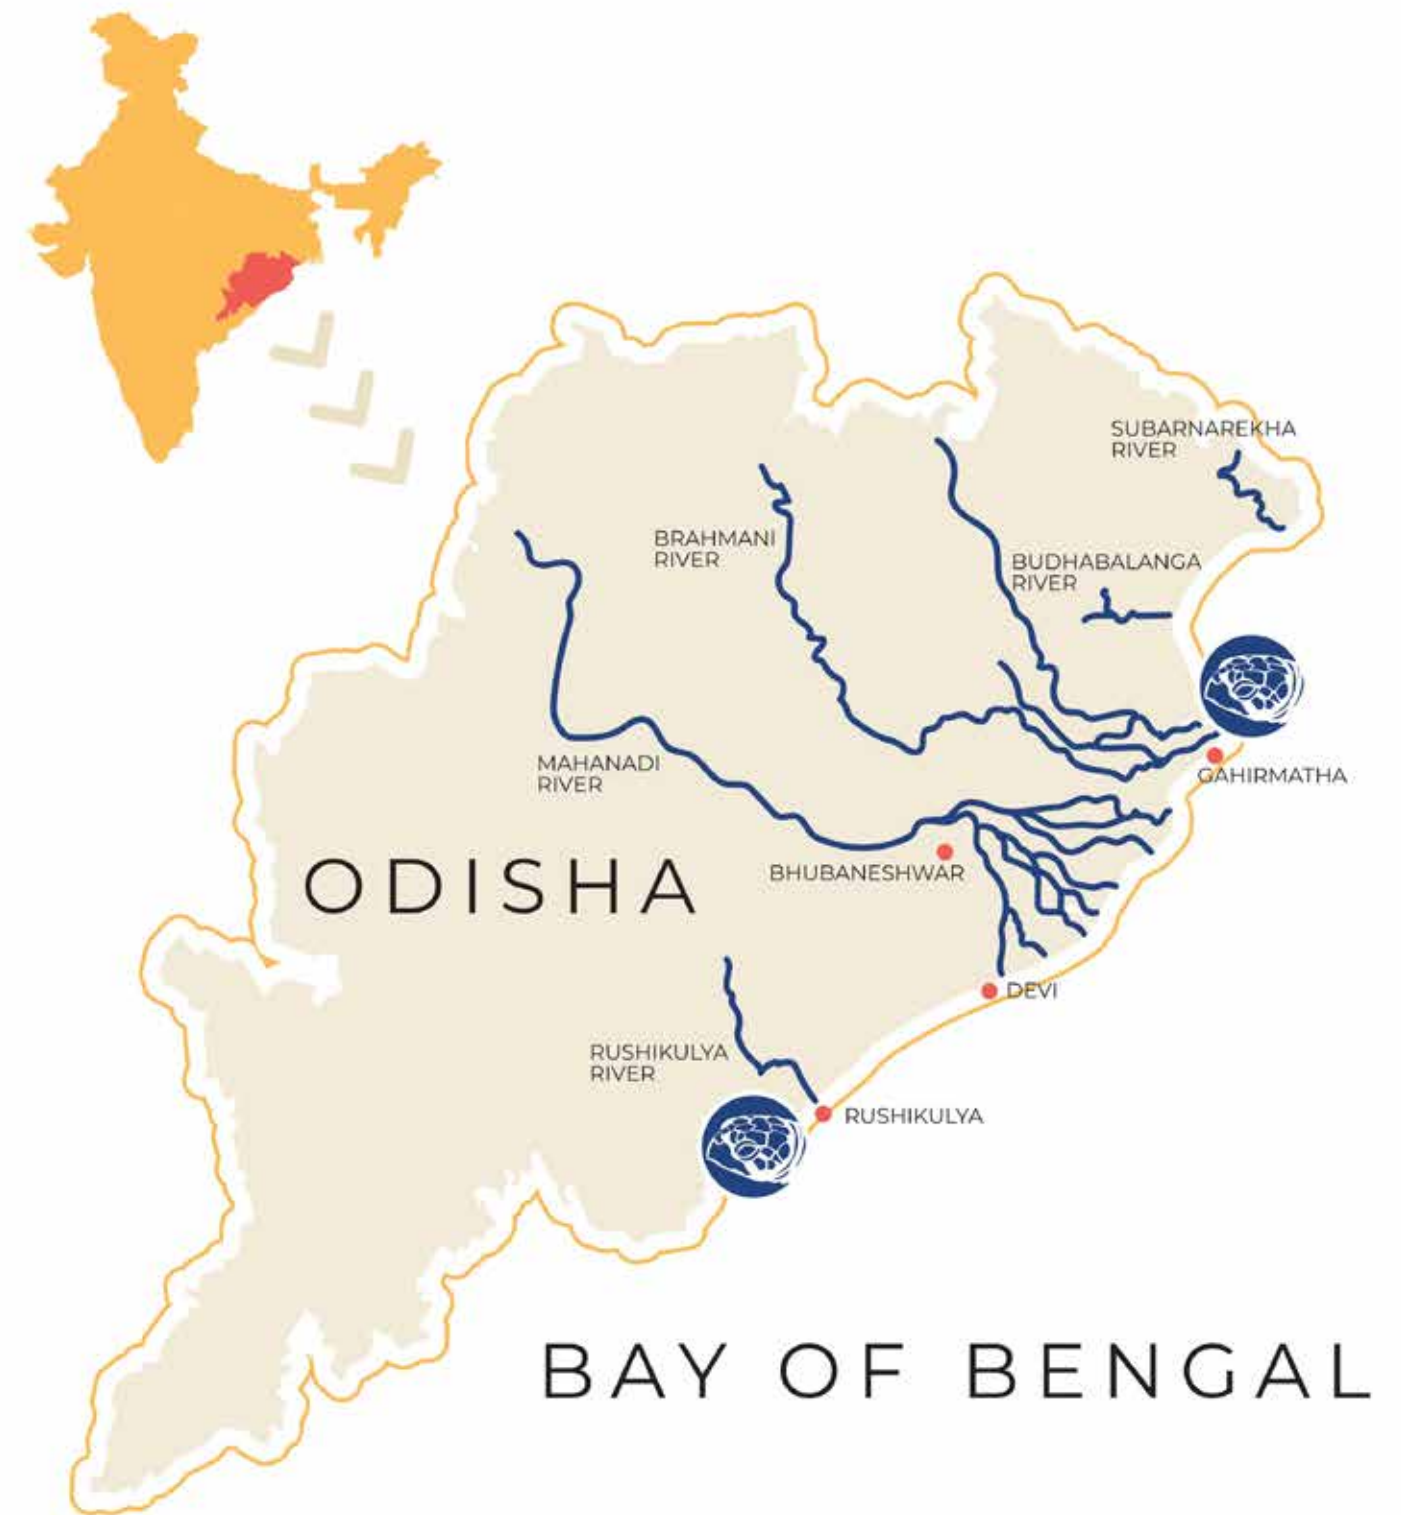 SUBARNAREKHA
RIVER
BRAHMANI
RIVER
BUDHABALANGA
RIVER
MAHANADI
RIVER
GAHIRMATHA
ODISHA
BHUBANESHWAR
DEVI
RUSHIKULYA
RIVER
RUSHIKULYA
BAY OF BENGAL